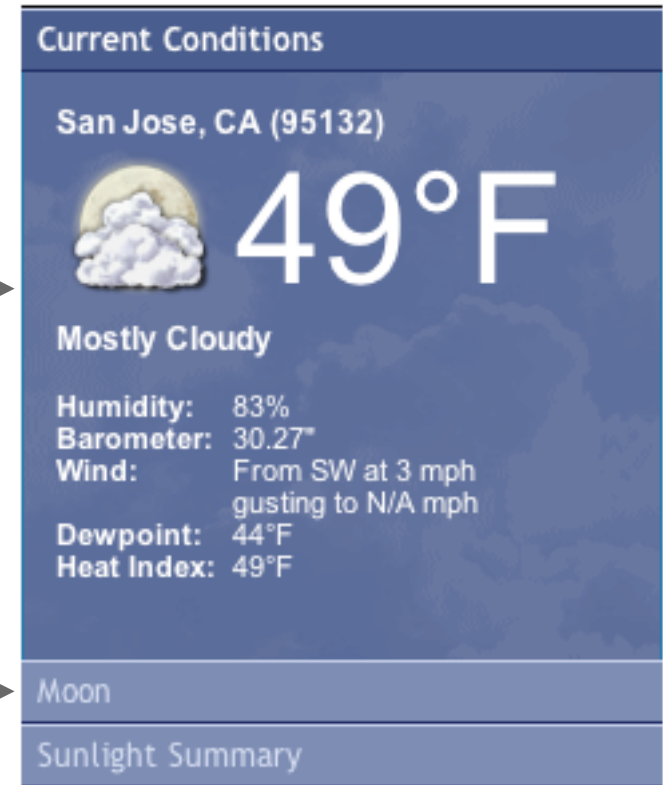 Current Conditions
San Jose, CA (95132)
49°F
Mostly Cloudy
Humidity: 83%
Barometer: 30.27"
Wind: From SW at 3 mph
gusting to N/A mph
Dewpoint: 44°F
Heat Index: 49°F
Moon
Sunlight Summary